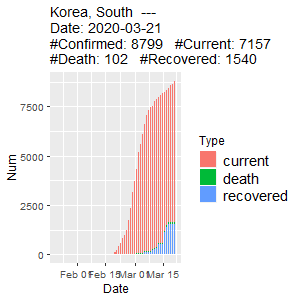 Korea, South  ---
Date: 2020-03-21
#Confirmed: 8799   #Current: 7157
#Death: 102   #Recovered: 1540
Num
7500
5000
2500
0
Feb 01 Feb 15 Mar 01 Mar 15
Date
Type
current
death
recovered